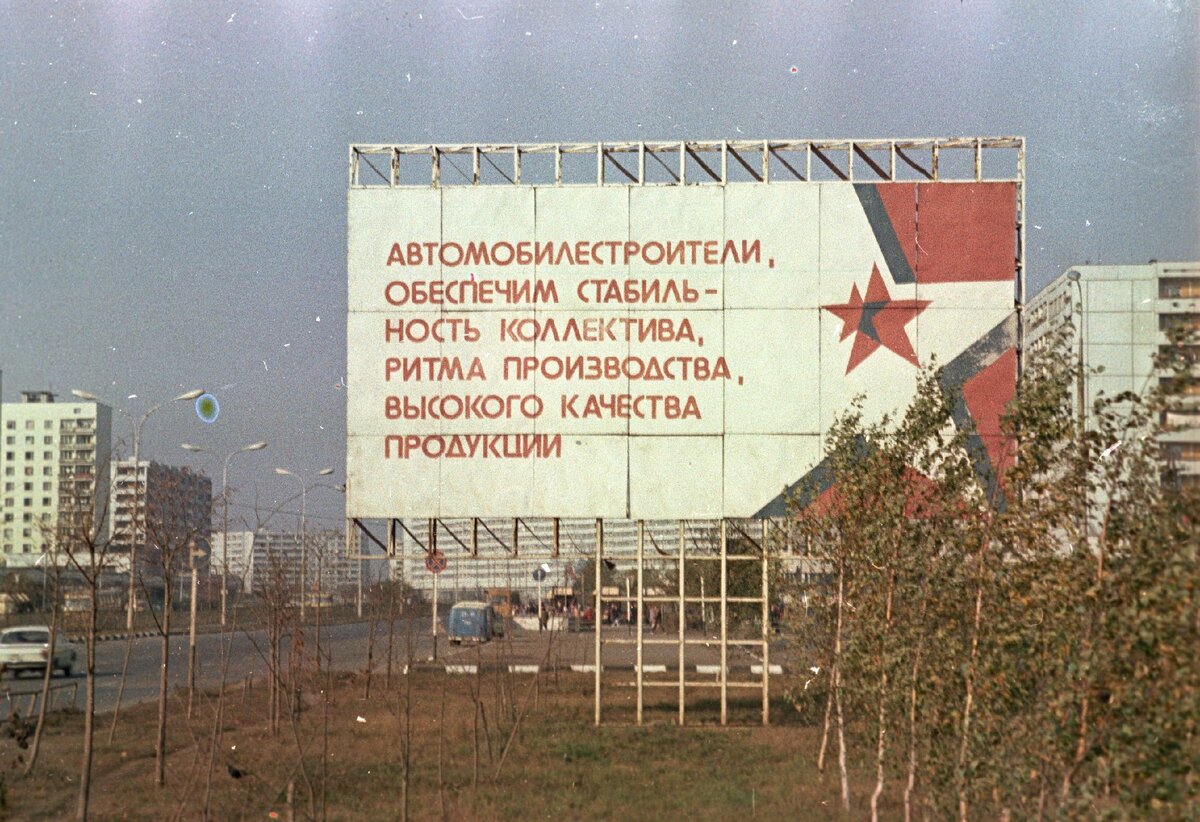 АВТОМОБИЛЕСТРОИТЕЛИ,
ОБЕСПЕЧИМ СТАБИЛЬ-
НОСТЬ КОЛЛЕКТИВА,
РИТМА ПРОИЗВОДСТВА,
ВЫСОКОГО КАЧЕСТВА
ПРОДУКЦИИ